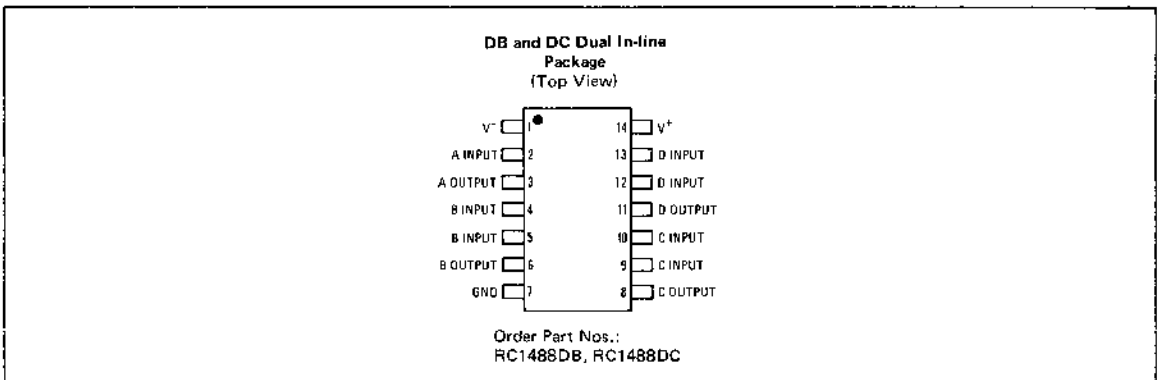 DB and DC Dual In-line
Package
(Top View)
V⁻ 1 14 V⁺
A INPUT 2 13 D INPUT
A OUTPUT 3 12 D INPUT
B INPUT 4 11 D OUTPUT
B INPUT 5 10 C INPUT
B OUTPUT 6 9 C INPUT
GND 7 8 C OUTPUT
Order Part Nos.:
RC1488DB, RC1488DC